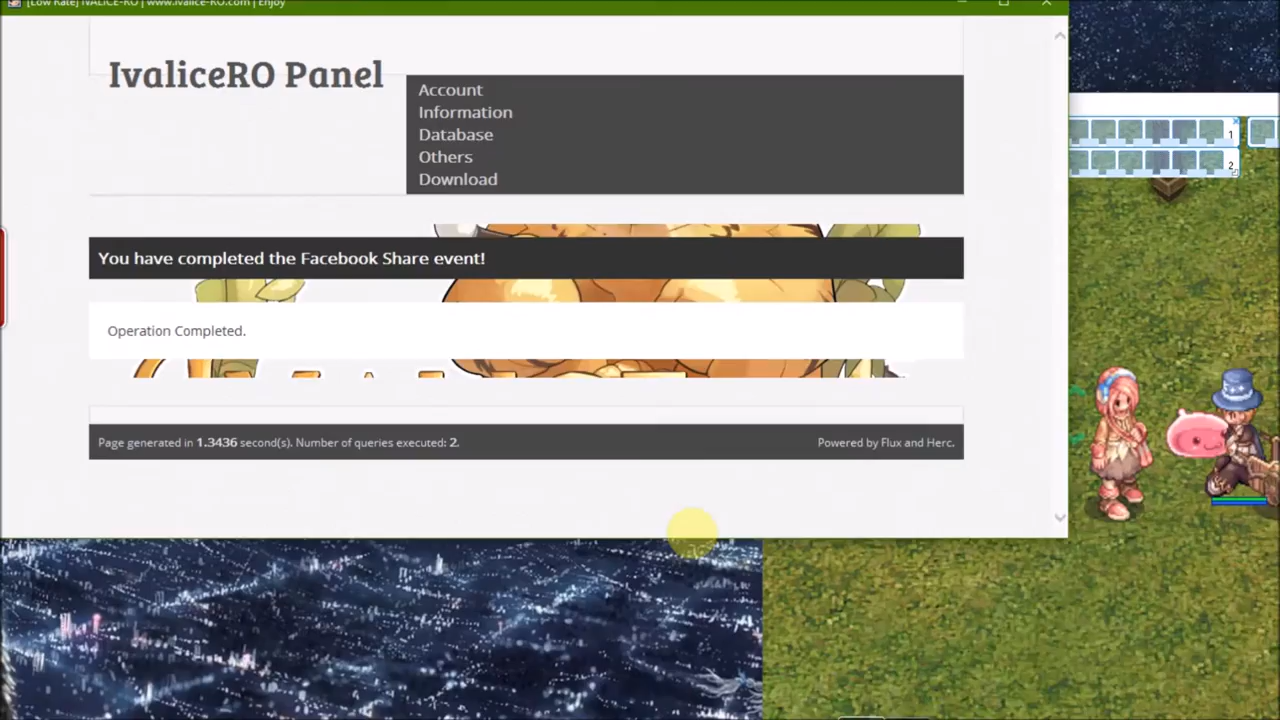 [Low Rate] IVALICE-RO | www.Ivalice-RO.com | Enjoy
IvaliceRO Panel
Account
Information
Database
Others
Download
1
2
You have completed the Facebook Share event!
Operation Completed.
Page generated in 1.3436 second(s). Number of queries executed: 2.
Powered by Flux and Herc.